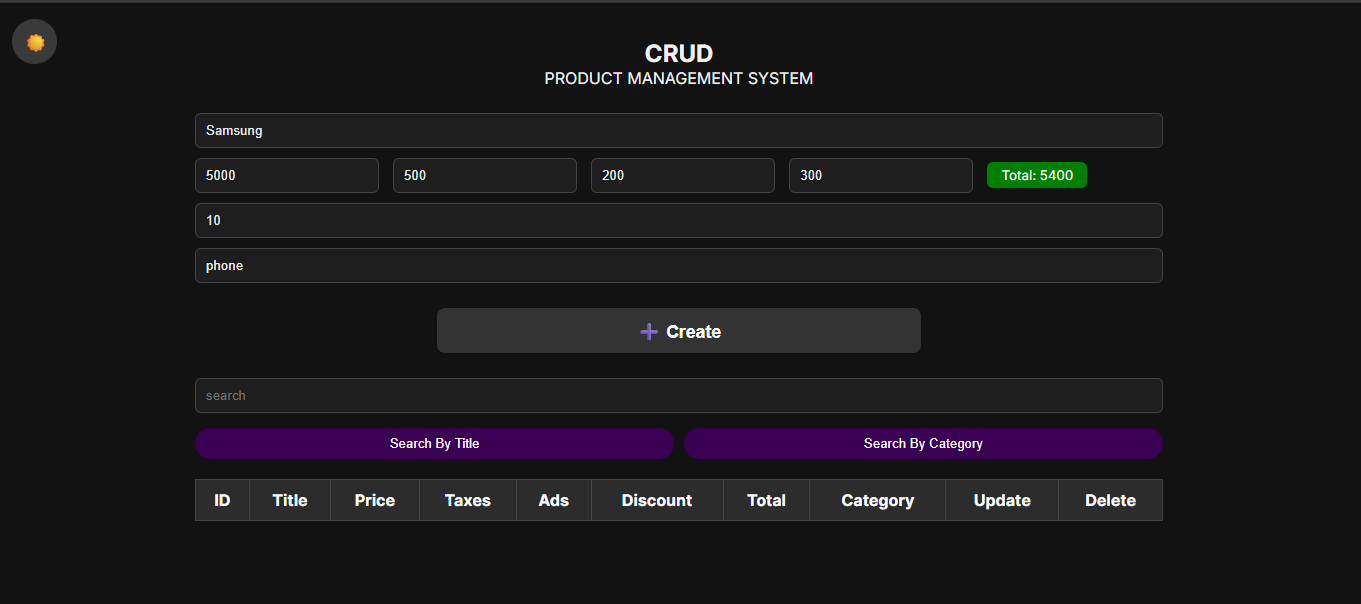 CRUD
PRODUCT MANAGEMENT SYSTEM
Samsung
5000 500 200 300 Total: 5400
10
phone
Create
search
Search By Title Search By Category
ID Title Price Taxes Ads Discount Total Category Update Delete